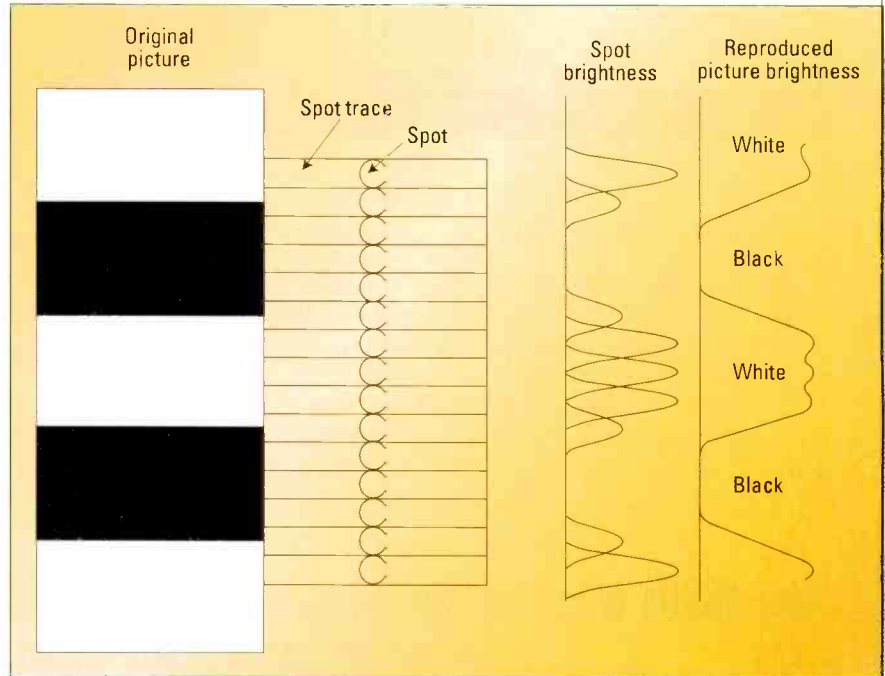 Original
picture
Spot trace
Spot
Spot
brightness
Reproduced
picture brightness
White
Black
White
Black